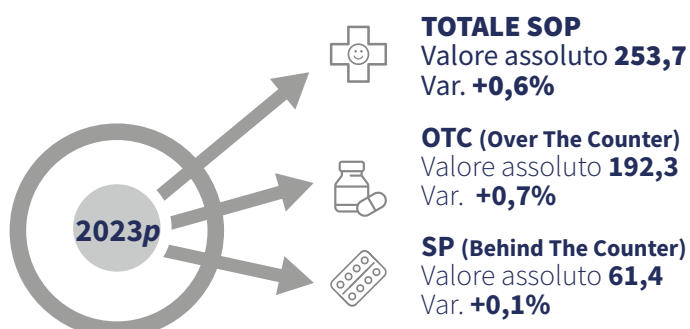 TOTALE SOP
Valore assoluto 253,7
Var. +0,6%
OTC (Over The Counter)
Valore assoluto 192,3
Var. +0,7%
2023p
SP (Behind The Counter)
Valore assoluto 61,4
Var. +0,1%